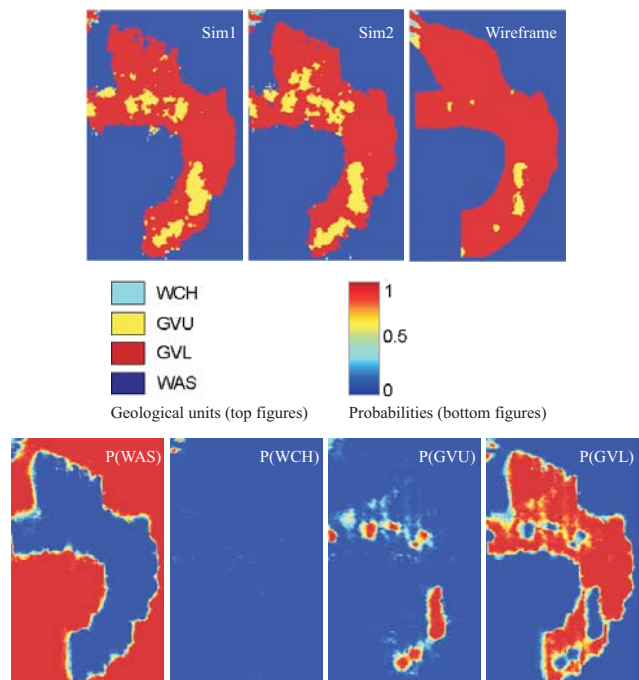 Sim1
Sim2
Wireframe
WCH
GVU
GVL
WAS
1
0.5
0
Geological units (top figures)
Probabilities (bottom figures)
P(WAS)
P(WCH)
P(GVU)
P(GVL)